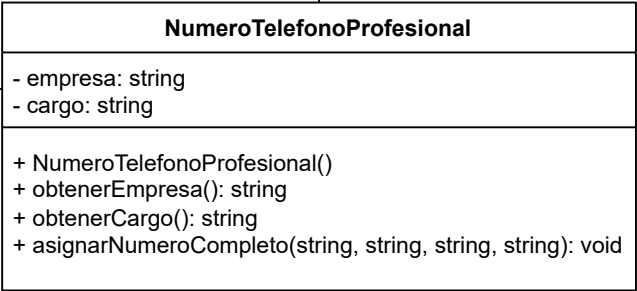 NumeroTelefonoProfesional
- empresa: string
- cargo: string
+ NumeroTelefonoProfesional()
+ obtenerEmpresa(): string
+ obtenerCargo(): string
+ asignarNumeroCompleto(string, string, string, string): void